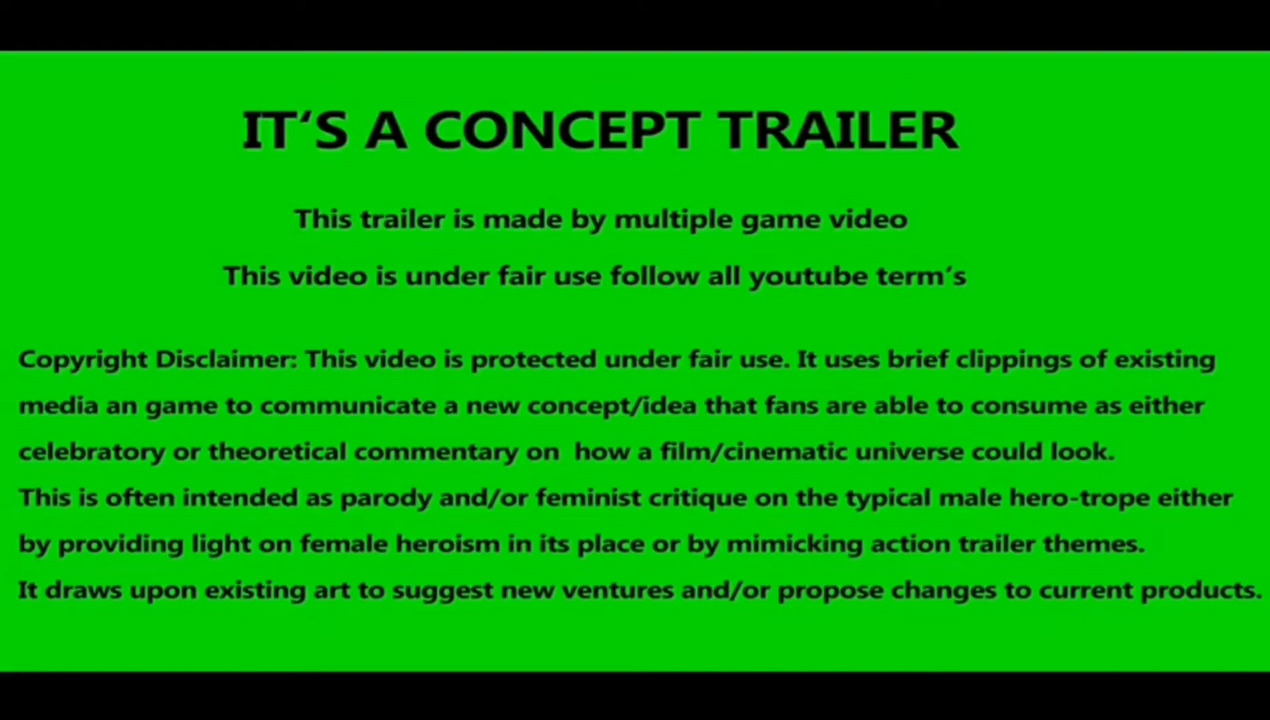 IT‘S A CONCEPT TRAILER
This trailer is made by multiple game video
This video is under fair use follow all youtube term’s
Copyright Disclaimer: This video is protected under fair use. It uses brief clippings of existing
media an game to communicate a new concept/idea that fans are able to consume as either
celebratory or theoretical commentary on how a film/cinematic universe could look.
This is often intended as parody and/or feminist critique on the typical male hero-trope either
by providing light on female heroism in its place or by mimicking action trailer themes.
It draws upon existing art to suggest new ventures and/or propose changes to current products.